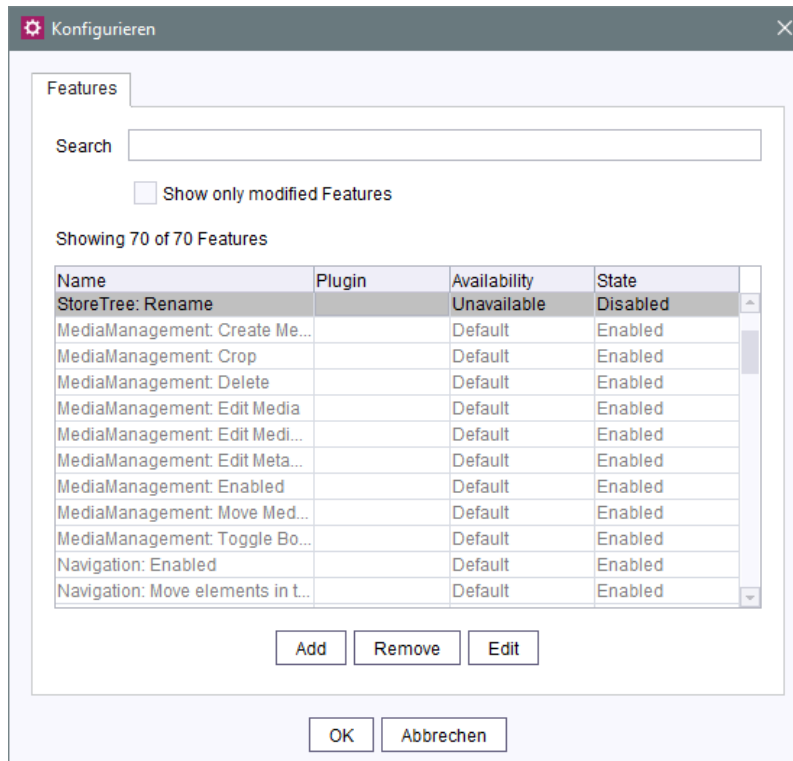 Konfigurieren
Features
Search
Show only modified Features
Showing 70 of 70 Features
Name Plugin Availability State
StoreTree: Rename Unavailable Disabled
MediaManagement: Create Me... Default Enabled
MediaManagement: Crop Default Enabled
MediaManagement: Delete Default Enabled
MediaManagement: Edit Media Default Enabled
MediaManagement: Edit Medi... Default Enabled
MediaManagement: Edit Meta... Default Enabled
MediaManagement: Enabled Default Enabled
MediaManagement: Move Med... Default Enabled
MediaManagement: Toggle Bo... Default Enabled
Navigation: Enabled Default Enabled
Navigation: Move elements in t... Default Enabled
Add Remove Edit
OK Abbrechen